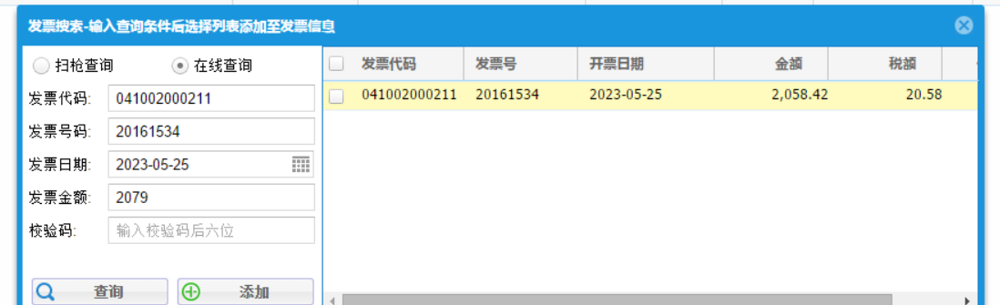 发票搜索-输入查询条件后选择列表添加至发票信息
扫枪查询 在线查询
发票代码: 041002000211
发票号码: 20161534
发票日期: 2023-05-25
发票金额: 2079
校验码: 输入校验码后六位
查询 添加
发票代码 发票号 开票日期 金额 税额
041002000211 20161534 2023-05-25 2,058.42 20.58